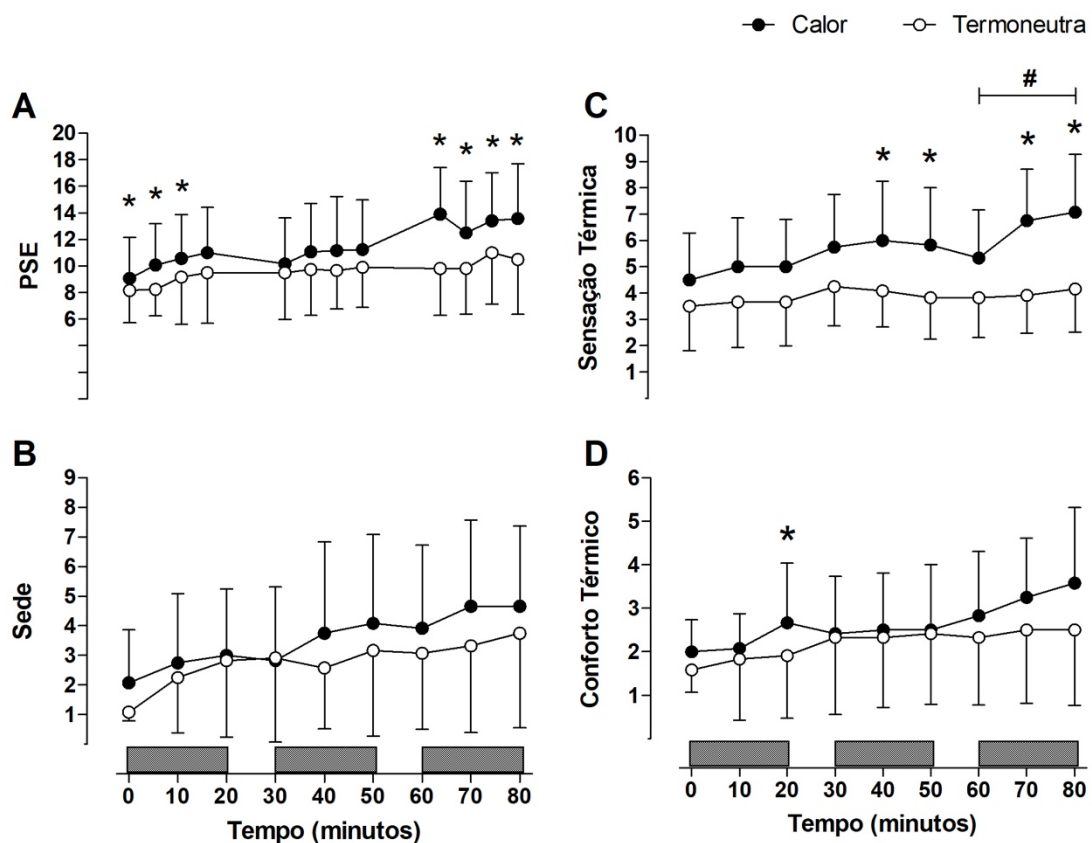 Calor Termoneutra
A
PSE
20
18
16
14
12
10
8
6
* * * * * * *
C
#
Sensação Térmica
10
9
8
7
6
5
4
3
2
1
* * * *
B
Sede
9
8
7
6
5
4
3
2
1
0 10 20 30 40 50 60 70 80
Tempo (minutos)
D
Conforto Térmico
6
5
4
3
2
1
*
0 10 20 30 40 50 60 70 80
Tempo (minutos)